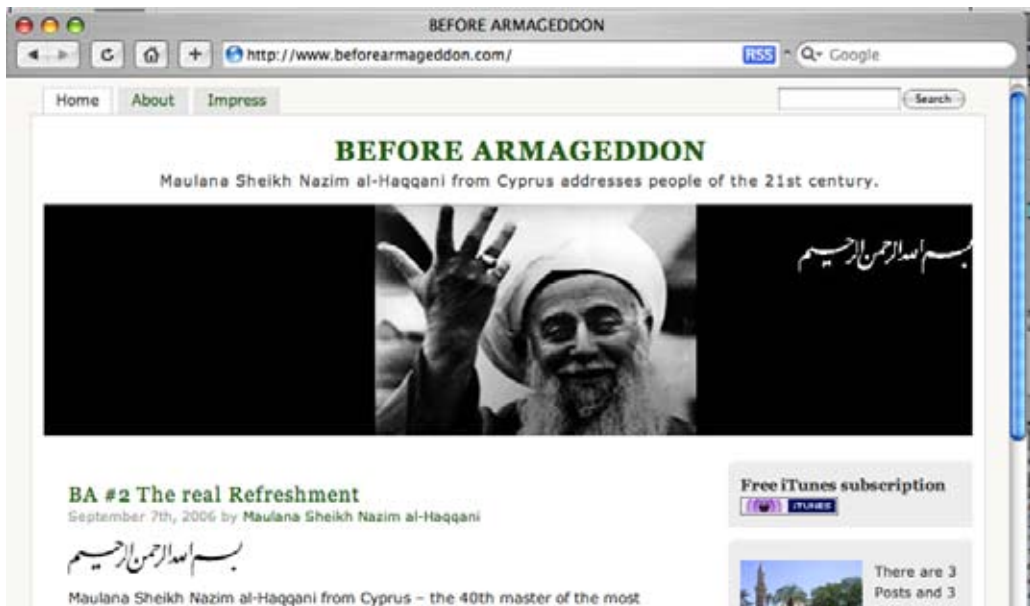 BEFORE ARMAGEDDON
http://www.beforearmageddon.com/
RSS
Google
Home About Impress
Search
BEFORE ARMAGEDDON
Maulana Sheikh Nazim al-Haqqani from Cyprus addresses people of the 21st century.
بسم الله الرحمن الرحيم
BA #2 The real Refreshment
September 7th, 2006 by Maulana Sheikh Nazim al-Haqqani
بسم الله الرحمن الرحيم
Maulana Sheikh Nazim al-Haqqani from Cyprus – the 40th master of the most
Free iTunes subscription
iTUNES
There are 3
Posts and 3